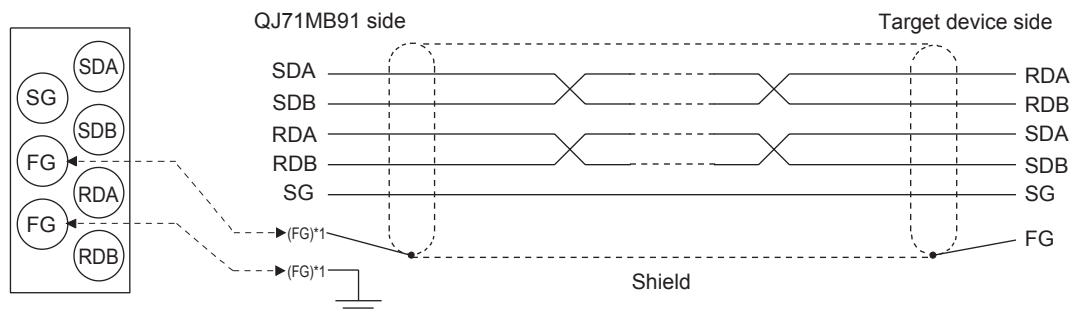 QJ71MB91 side
Target device side
SDA
SG
SDB
FG
RDA
FG
RDB
SDA
RDA
SDB
RDB
RDA
SDA
RDB
SDB
SG
SG
(FG)*1
FG
(FG)*1
Shield